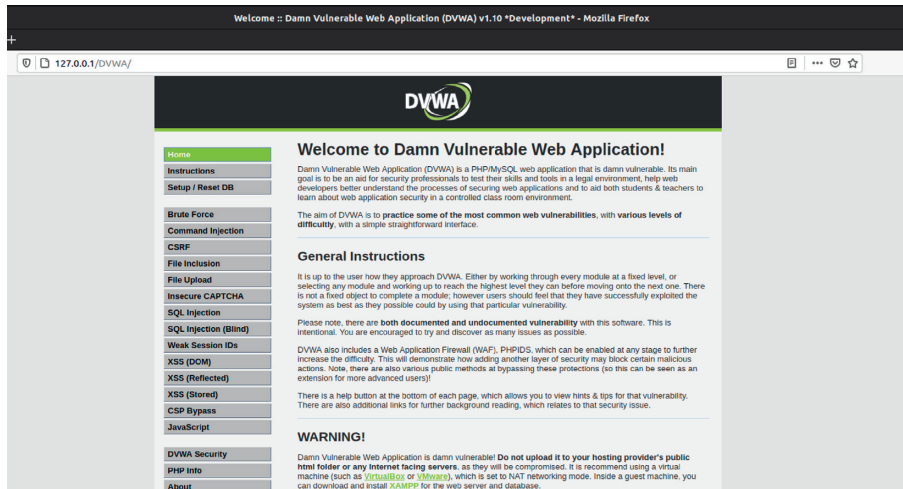 Welcome :: Damn Vulnerable Web Application (DVWA) v1.10 *Development* - Mozilla Firefox
+
127.0.0.1/DVWA/
DVWA
Home
Instructions
Setup / Reset DB
Brute Force
Command Injection
CSRF
File Inclusion
File Upload
Insecure CAPTCHA
SQL Injection
SQL Injection (Blind)
Weak Session IDs
XSS (DOM)
XSS (Reflected)
XSS (Stored)
CSP Bypass
JavaScript
DVWA Security
PHP Info
About
Welcome to Damn Vulnerable Web Application!
Damn Vulnerable Web Application (DVWA) is a PHP/MySQL web application that is damn vulnerable. Its main
goal is to be an aid for security professionals to test their skills and tools in a legal environment, help web
developers better understand the processes of securing web applications and to aid both students & teachers to
learn about web application security in a controlled class room environment.
The aim of DVWA is to practice some of the most common web vulnerabilities, with various levels of
difficultly, with a simple straightforward interface.
General Instructions
It is up to the user how they approach DVWA. Either by working through every module at a fixed level, or
selecting any module and working up to reach the highest level they can before moving onto the next one. There
is not a fixed object to complete a module; however users should feel that they have successfully exploited the
system as best as they possible could by using that particular vulnerability.
Please note, there are both documented and undocumented vulnerability with this software. This is
intentional. You are encouraged to try and discover as many issues as possible.
DVWA also includes a Web Application Firewall (WAF), PHPIDS, which can be enabled at any stage to further
increase the difficulty. This will demonstrate how adding another layer of security may block certain malicious
actions. Note, there are also various public methods at bypassing these protections (so this can be seen as an
extension for more advanced users)!
There is a help button at the bottom of each page, which allows you to view hints & tips for that vulnerability.
There are also additional links for further background reading, which relates to that security issue.
WARNING!
Damn Vulnerable Web Application is damn vulnerable! Do not upload it to your hosting provider's public
html folder or any Internet facing servers, as they will be compromised. It is recommend using a virtual
machine (such as VirtualBox or VMware), which is set to NAT networking mode. Inside a guest machine, you
can download and install XAMPP for the web server and database.